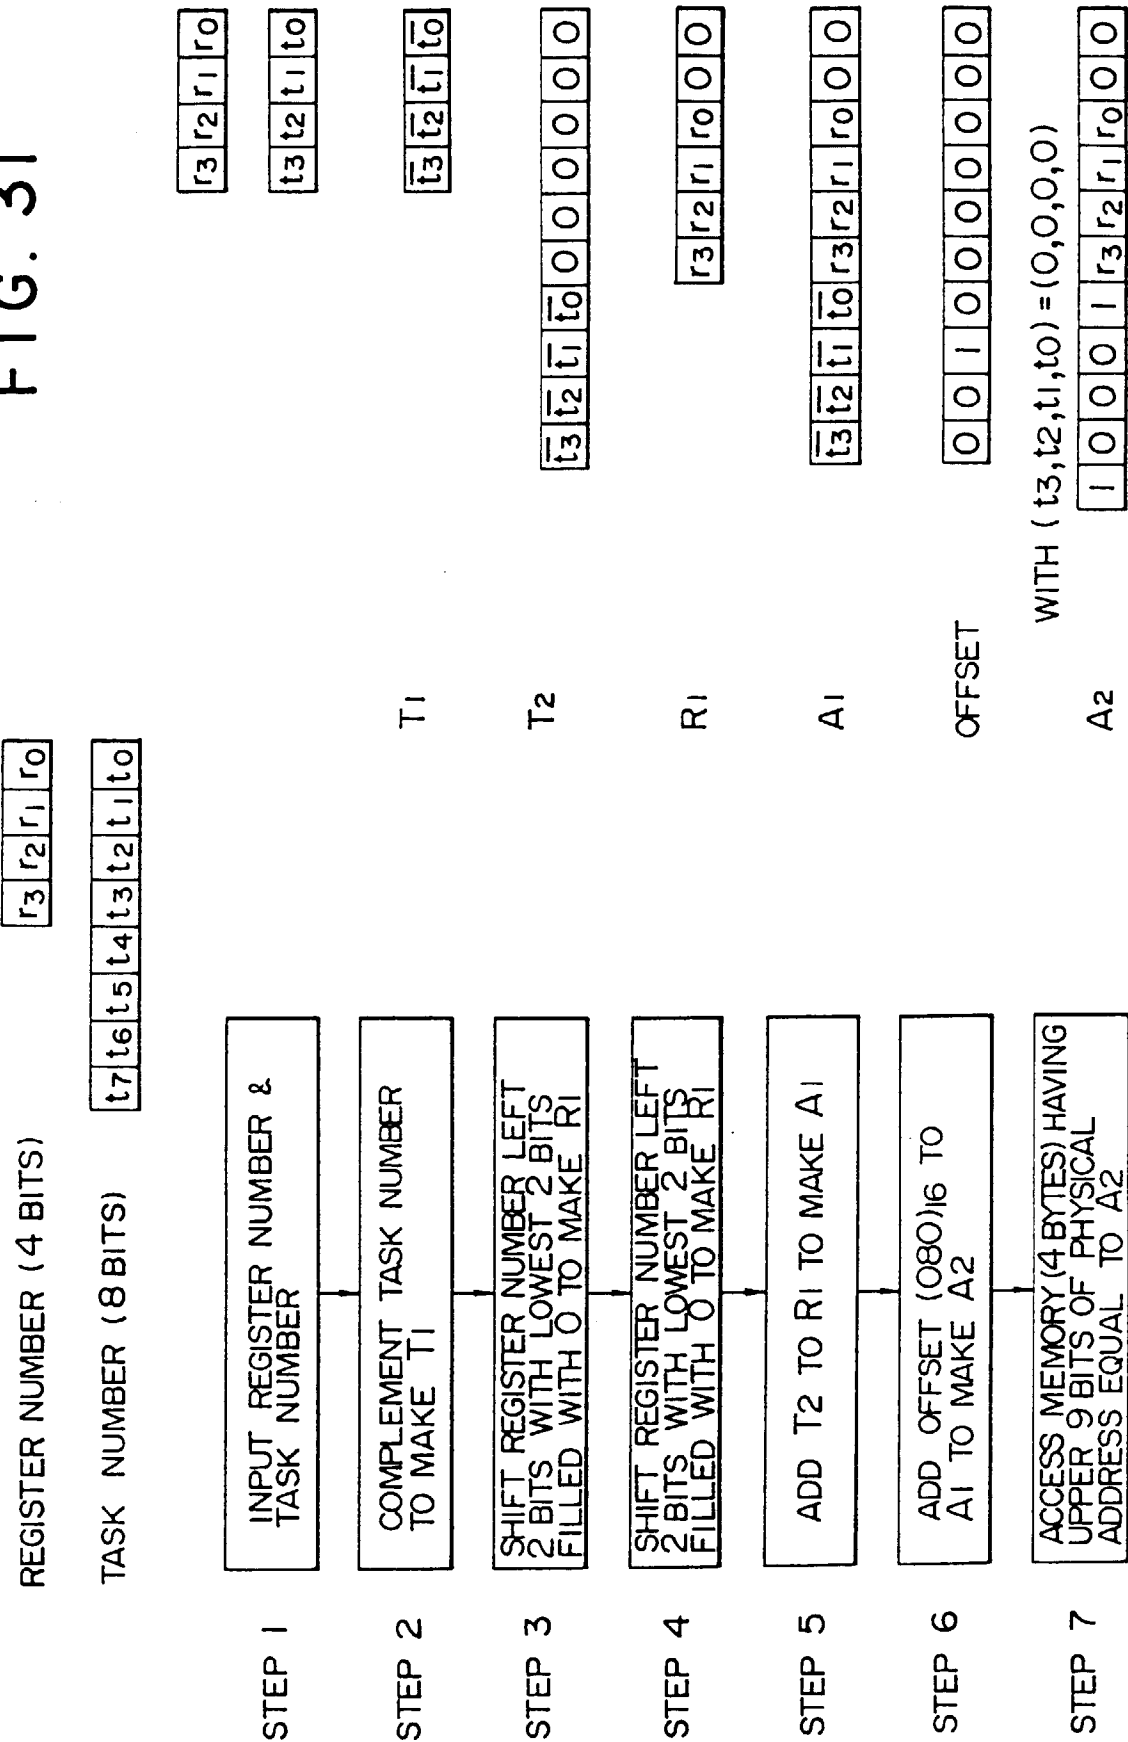 FIG. 31
REGISTER NUMBER (4 BITS)
r3 r2 r1 r0
TASK NUMBER (8 BITS)
t7 t6 t5 t4 t3 t2 t1 t0
STEP 1
INPUT REGISTER NUMBER &
TASK NUMBER
r3 r2 r1 r0
t3 t2 t1 t0
STEP 2
COMPLEMENT TASK NUMBER
TO MAKE T1
T1
t̅3 t̅2 t̅1 t̅0
STEP 3
SHIFT REGISTER NUMBER LEFT
2 BITS WITH LOWEST 2 BITS
FILLED WITH 0 TO MAKE R1
T2
t̅3 t̅2 t̅1 t̅0 0 0 0 0 0 0
STEP 4
SHIFT REGISTER NUMBER LEFT
2 BITS WITH LOWEST 2 BITS
FILLED WITH 0 TO MAKE R1
R1
r3 r2 r1 r0 0 0
STEP 5
ADD T2 TO R1 TO MAKE A1
A1
t̅3 t̅2 t̅1 t̅0 r3 r2 r1 r0 0 0
STEP 6
ADD OFFSET (080)16 TO
A1 TO MAKE A2
OFFSET
0 0 1 0 0 0 0 0 0 0
STEP 7
ACCESS MEMORY (4 BYTES) HAVING
UPPER 9 BITS OF PHYSICAL
ADDRESS EQUAL TO A2
WITH (t3,t2,t1,t0) = (0,0,0,0)
A2
1 0 0 0 1 r3 r2 r1 r0 0 0